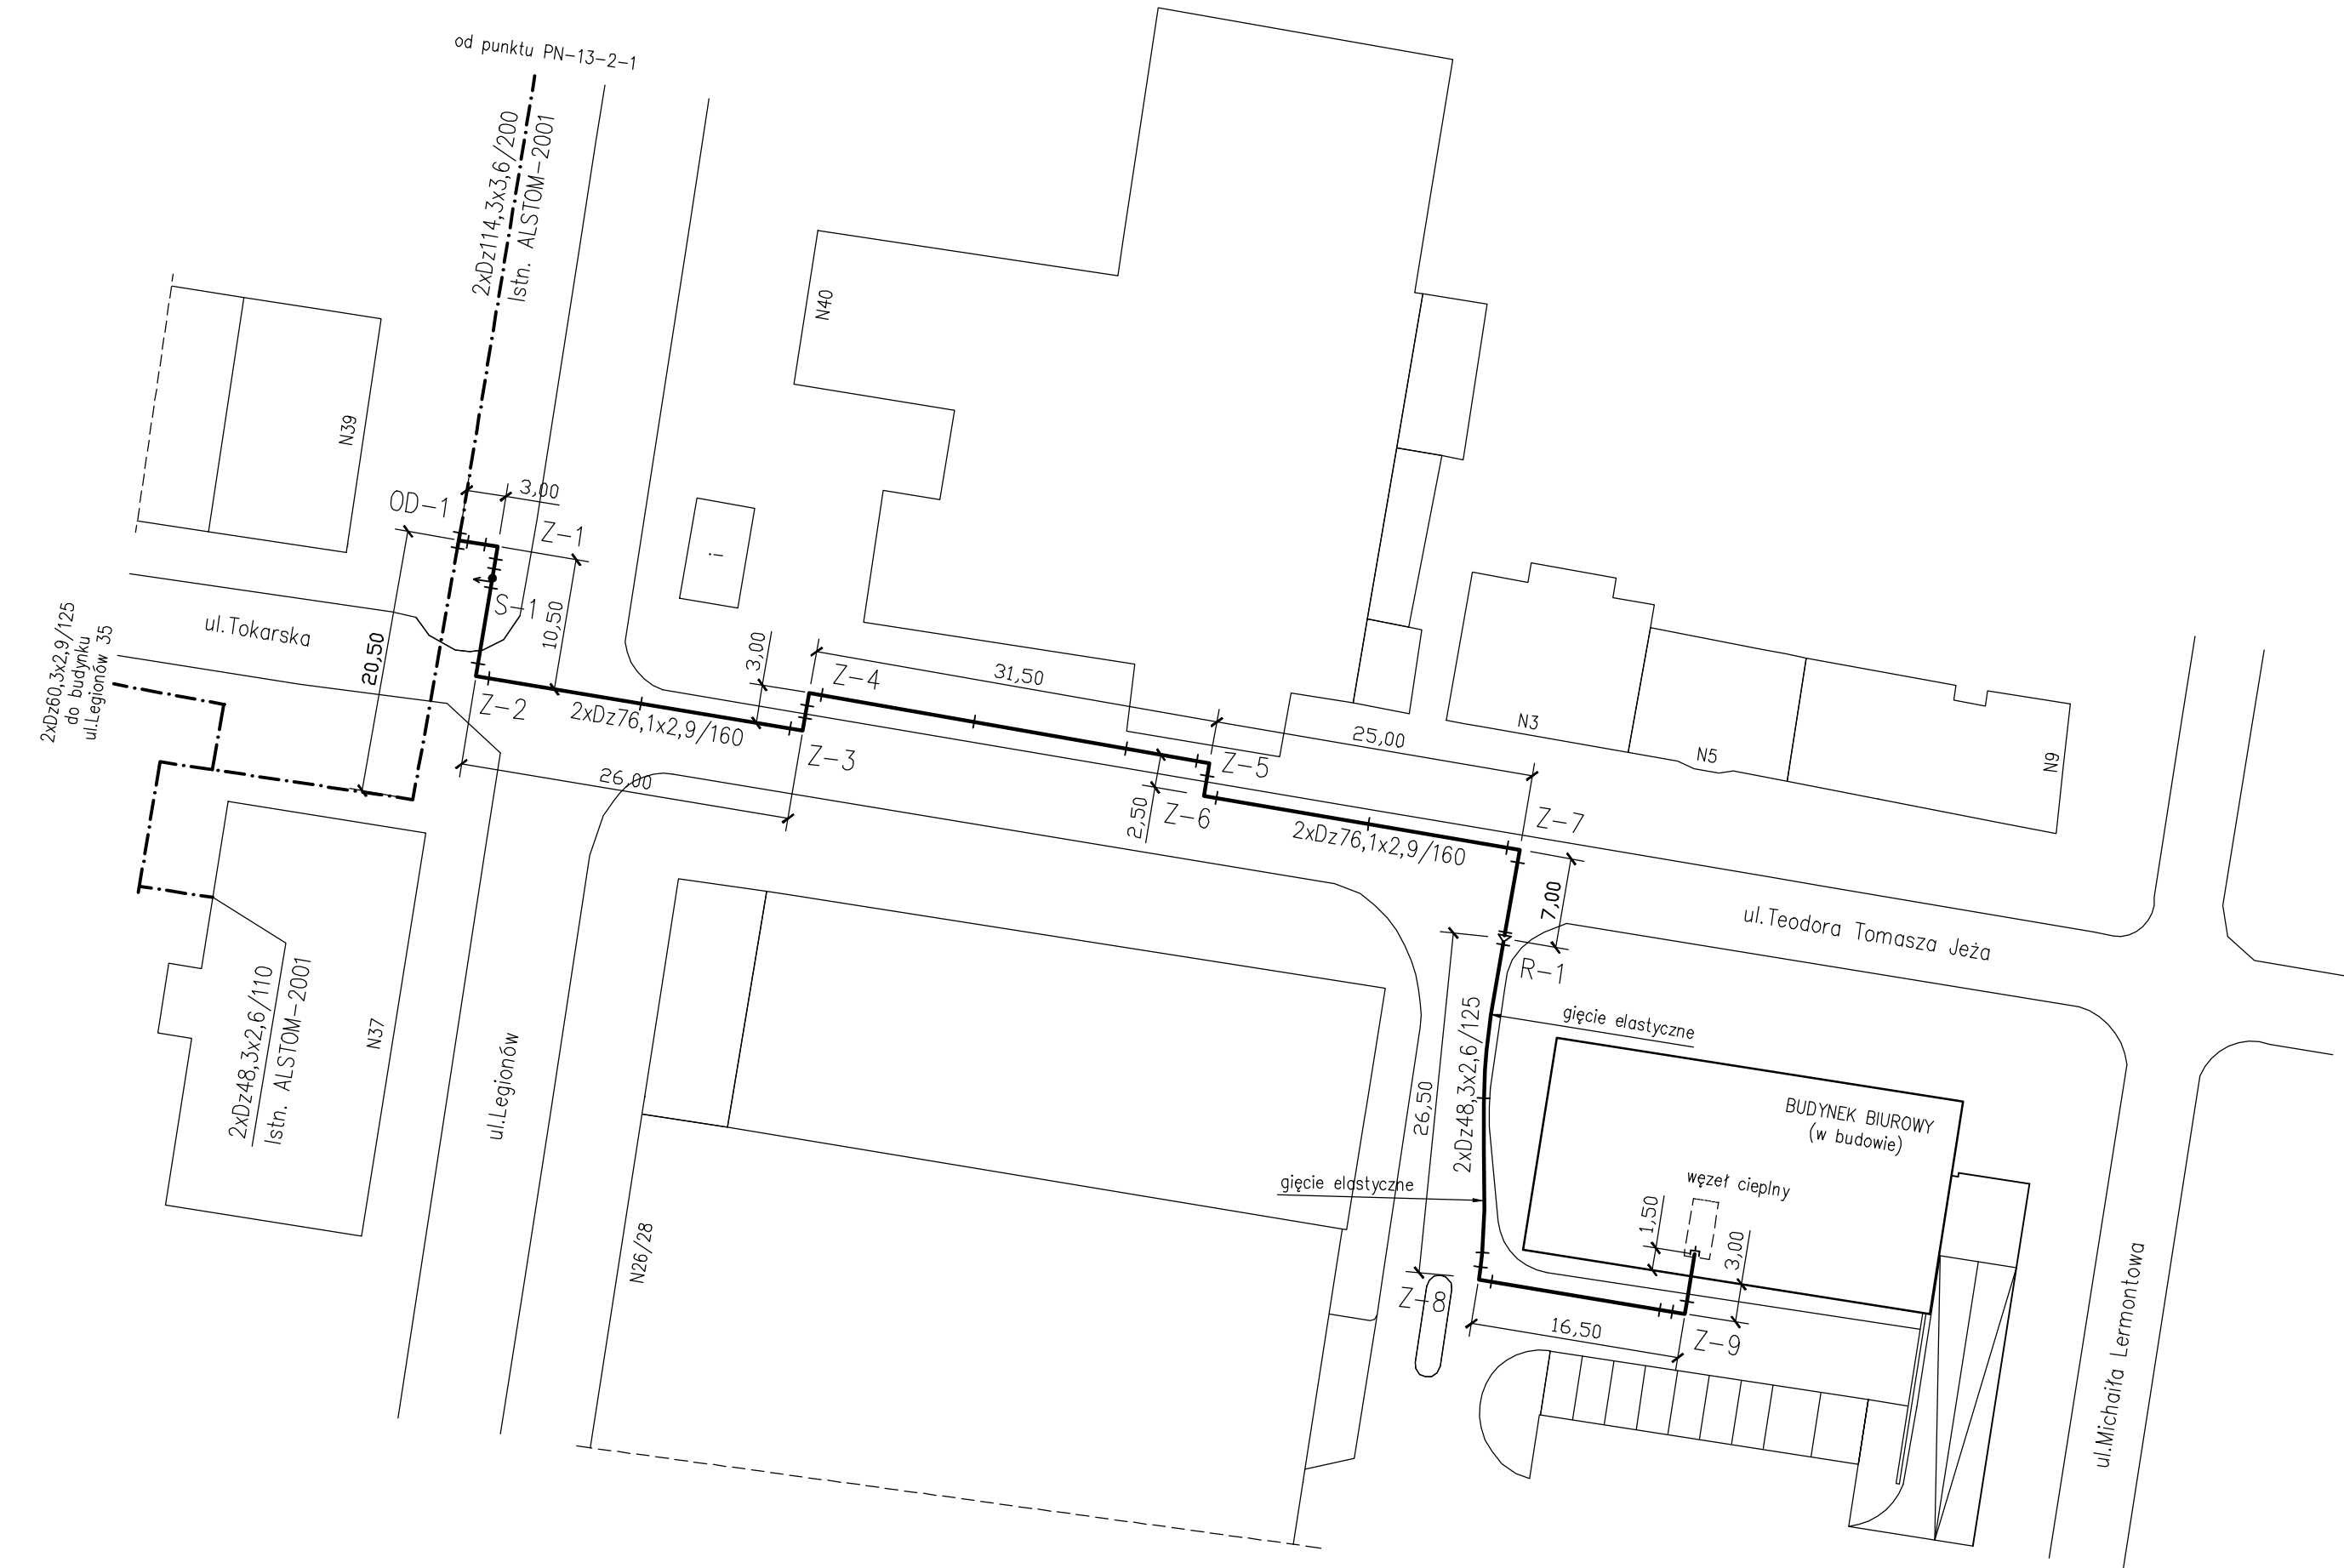 od punktu PN-13-2-1
2xDz114,3x3,6/200
Istn. ALSTOM-2001
N40
N39
OD-1
3,00
Z-1
i
S-1
10,50
20,50
ul.Tokarska
2xDz60,3x2,9/125
do budynku
ul.Legionów 35
3,00
Z-4
31,50
Z-2
2xDz76,1x2,9/160
Z-3
26,00
Z-5
25,00
2,50
Z-6
2xDz76,1x2,9/160
Z-7
N3
N5
N9
7,00
ul.Teodora Tomasza Jeża
R-1
gięcie elastyczne
2xDz48,3x2,6/125
26,50
2xDz48,3x2,6/110
Istn. ALSTOM-2001
N37
ul.Legionów
BUDYNEK BIUROWY
(w budowie)
węzeł cieplny
gięcie elastyczne
1,50
3,00
N26/28
Z-8
16,50
Z-9
ul.Michaiła Lermontowa